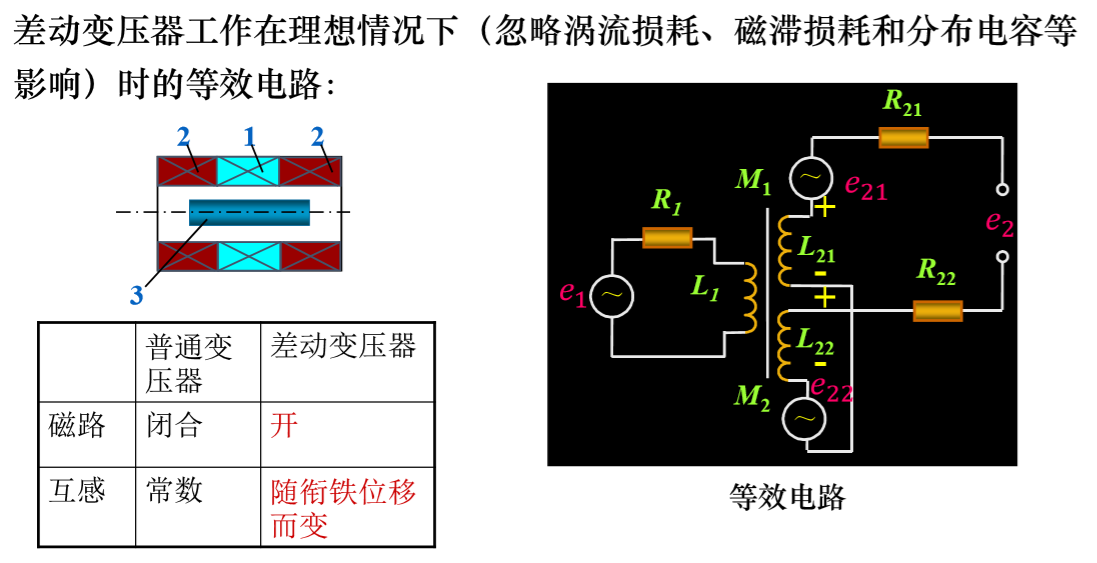 差动变压器工作在理想情况下（忽略涡流损耗、磁滞损耗和分布电容等
影响）时的等效电路：
2 1 2
3
普通变
压器
差动变压器
磁路 闭合 开
互感 常数 随衔铁位移
而变
R21
M1
e21
+
R1
e2
L21
R22
e1
L1
-
+
L22
-
e22
M2
等效电路